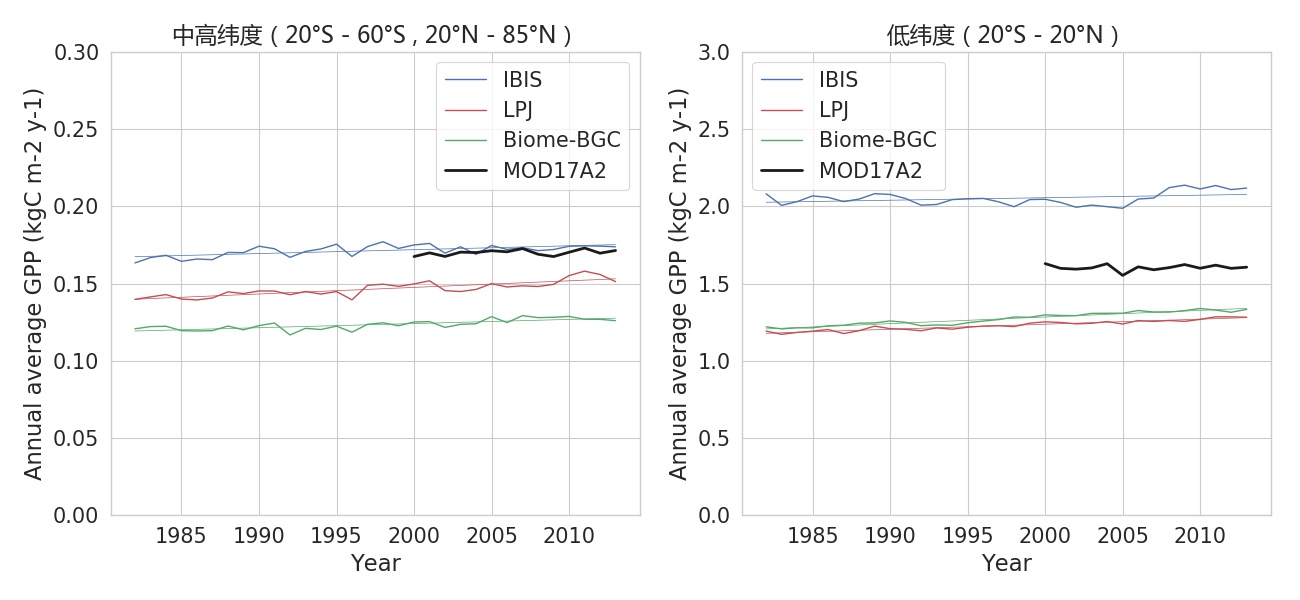 中高纬度 ( 20°S - 60°S , 20°N - 85°N )
Annual average GPP (kgC m-2 y-1)
0.30
0.25
0.20
0.15
0.10
0.05
0.00
IBIS
LPJ
Biome-BGC
MOD17A2
1985 1990 1995 2000 2005 2010
Year
低纬度 ( 20°S - 20°N )
Annual average GPP (kgC m-2 y-1)
3.0
2.5
2.0
1.5
1.0
0.5
0.0
IBIS
LPJ
Biome-BGC
MOD17A2
1985 1990 1995 2000 2005 2010
Year